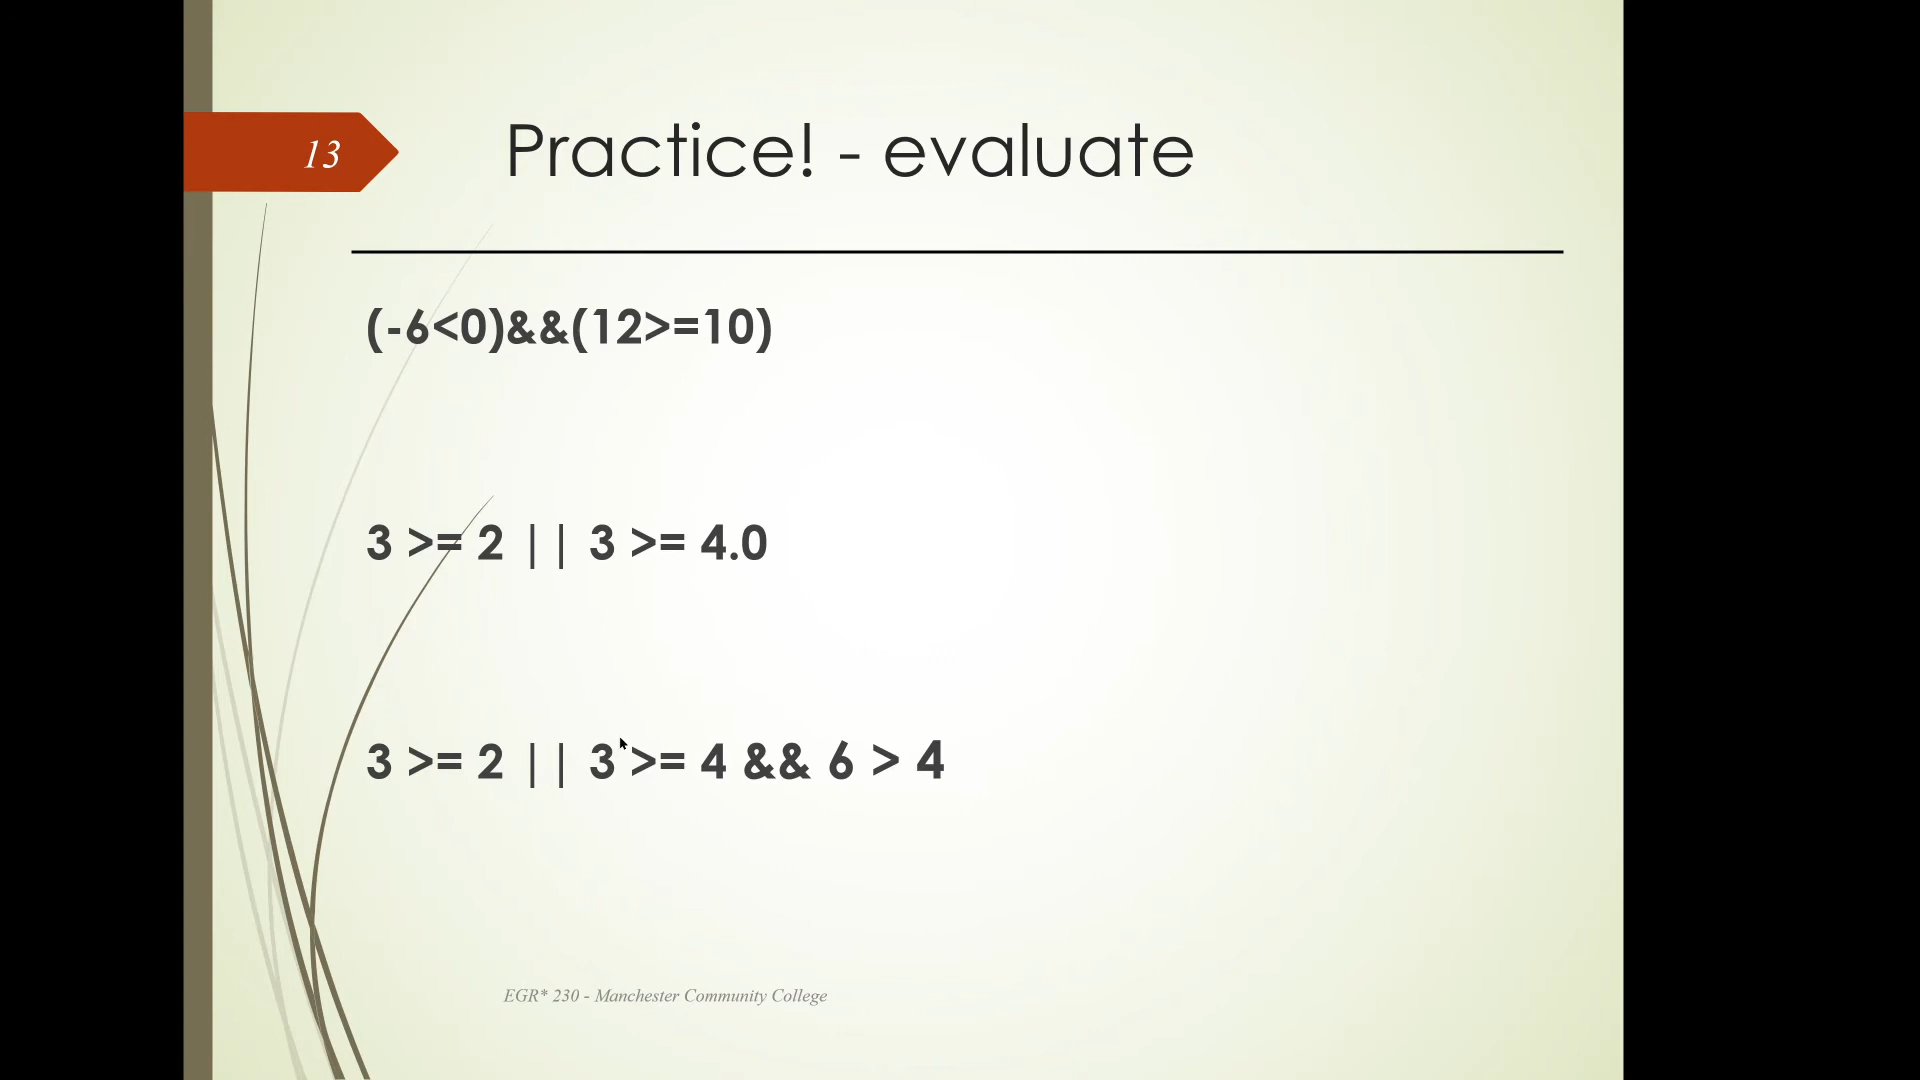 13
Practice! - evaluate
(-6<0)&&(12>=10)
3 >= 2 || 3 >= 4.0
3 >= 2 || 3 >= 4 && 6 > 4
EGR* 230 - Manchester Community College